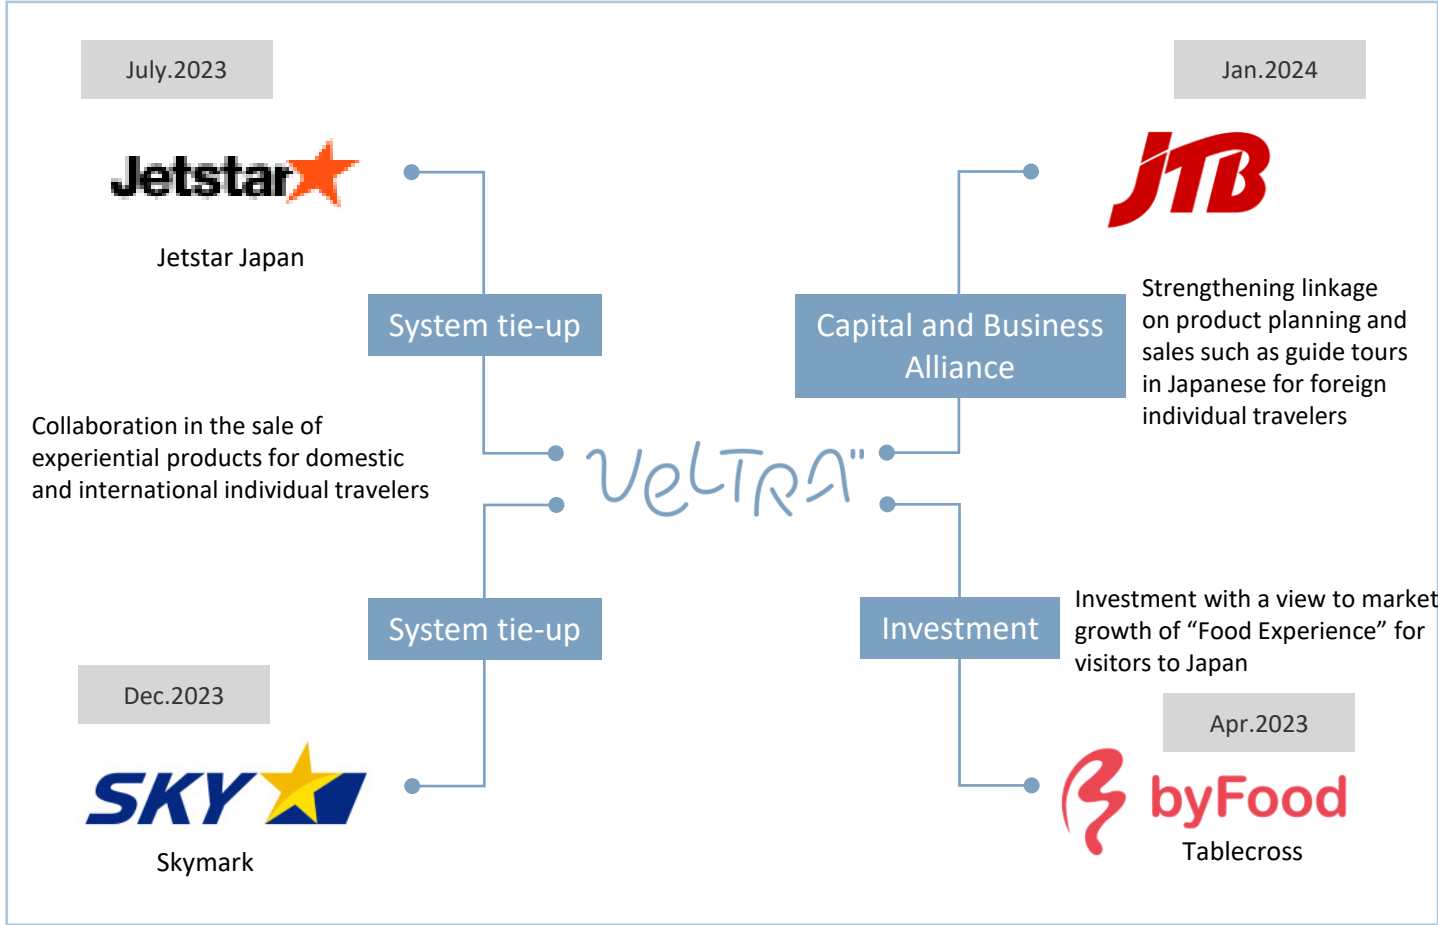 July.2023
Jetstar
Jetstar Japan
System tie-up
Collaboration in the sale of
experiential products for domestic
and international individual travelers
System tie-up
Dec.2023
SKY
Skymark
VeLTRA
Jan.2024
JTB
Capital and Business
Alliance
Strengthening linkage
on product planning and
sales such as guide tours
in Japanese for foreign
individual travelers
Investment
Investment with a view to market
growth of “Food Experience” for
visitors to Japan
Apr.2023
byFood
Tablecross